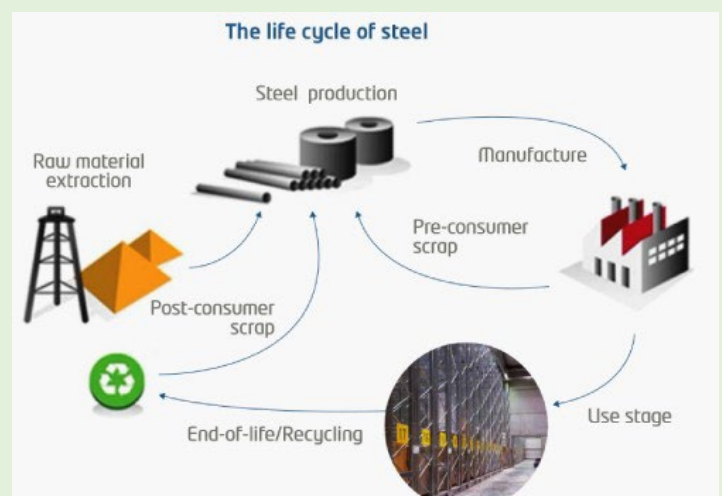 The life cycle of steel
Steel production
Raw material
extraction
Manufacture
Pre-consumer
scrap
Post-consumer
scrap
Use stage
End-of-life/Recycling